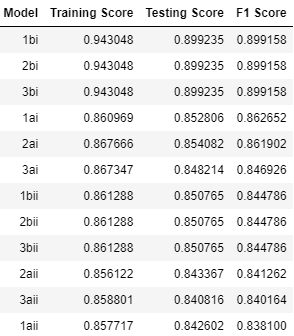 Model Training Score Testing Score F1 Score
1bi 0.943048 0.899235 0.899158
2bi 0.943048 0.899235 0.899158
3bi 0.943048 0.899235 0.899158
1ai 0.860969 0.852806 0.862652
2ai 0.867666 0.854082 0.861902
3ai 0.867347 0.848214 0.846926
1bii 0.861288 0.850765 0.844786
2bii 0.861288 0.850765 0.844786
3bii 0.861288 0.850765 0.844786
2aii 0.856122 0.843367 0.841262
3aii 0.858801 0.840816 0.840164
1aii 0.857717 0.842602 0.838100